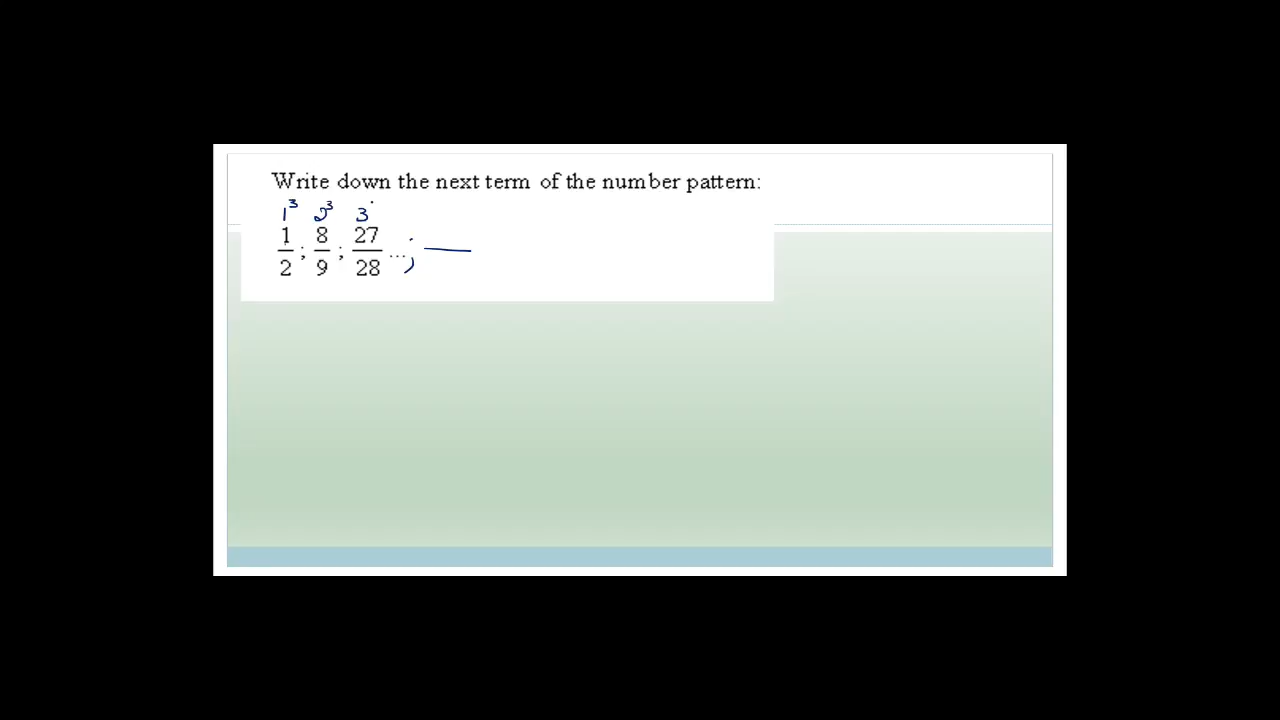 Write down the next term of the number pattern:
1³ 2³ 3
1/2 ; 8/9 ; 27/28 ... ;